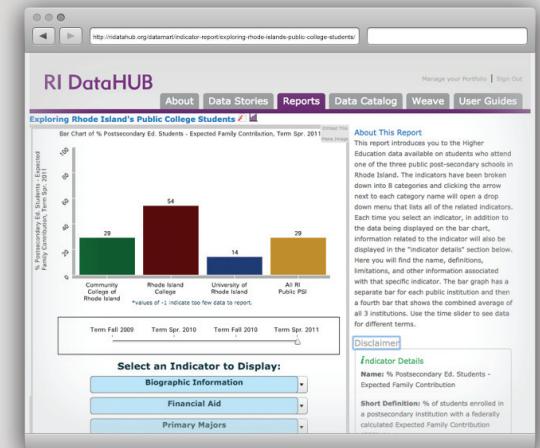 http://ridatahub.org/datamart/indicator-report/exploring-rhode-islands-public-college-students/
RI DataHUB
Manage your Portfolio | Sign Out
About
Data Stories
Reports
Data Catalog
Weave
User Guides
Exploring Rhode Island's Public College Students
Bar Chart of % Postsecondary Ed. Students - Expected Family Contribution, Term Spr. 2011
% Postsecondary Ed. Students - Expected
Family Contribution, Term Spr. 2011
100
80
60
40
20
0
29
54
14
29
Community
College of
Rhode Island
Rhode Island
College
University of
Rhode Island
All RI
Public PSI
*values of -1 indicate too few data to report.
Term Fall 2009
Term Spr. 2010
Term Fall 2010
Term Spr. 2011
Select an Indicator to Display:
Biographic Information
Financial Aid
Primary Majors
About This Report
This report introduces you to the Higher
Education data available on students who attend
one of the three public post-secondary schools in
Rhode Island. The indicators have been broken
down into 8 categories and clicking the arrow
next to each category name will open a drop
down menu that lists all of the related indicators.
Each time you select an indicator, in addition to
the data being displayed on the bar chart,
information related to the indicator will also be
displayed in the "indicator details" section below.
Here you will find the name, definitions,
limitations, and other information associated
with that specific indicator. The bar graph has a
separate bar for each public institution and then
a fourth bar that shows the combined average of
all 3 institutions. Use the time slider to see data
for different terms.
Disclaimer
indicator Details
Name: % Postsecondary Ed. Students -
Expected Family Contribution
Short Definition: % of students enrolled in
a postsecondary institution with a federally
calculated Expected Family Contribution